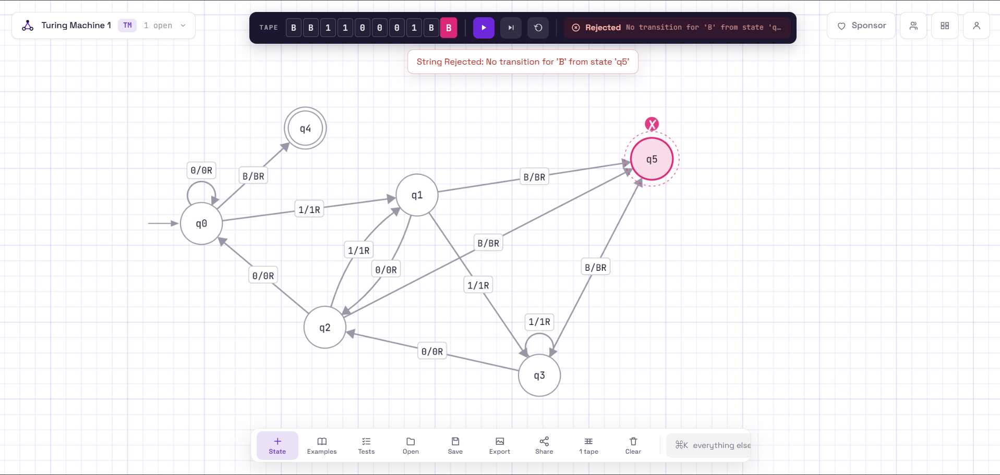 Turing Machine 1 TM 1 open
TAPE B B 1 1 0 0 0 1 B B
Rejected No transition for 'B' from state 'q…
Sponsor
String Rejected: No transition for 'B' from state 'q5'
q4
X
q5
0/0R
B/BR
B/BR
q1
1/1R
q0
B/BR
1/1R
0/0R
B/BR
0/0R
1/1R
1/1R
q2
0/0R
q3
State Examples Tests Open Save Export Share 1 tape Clear
⌘K everything else